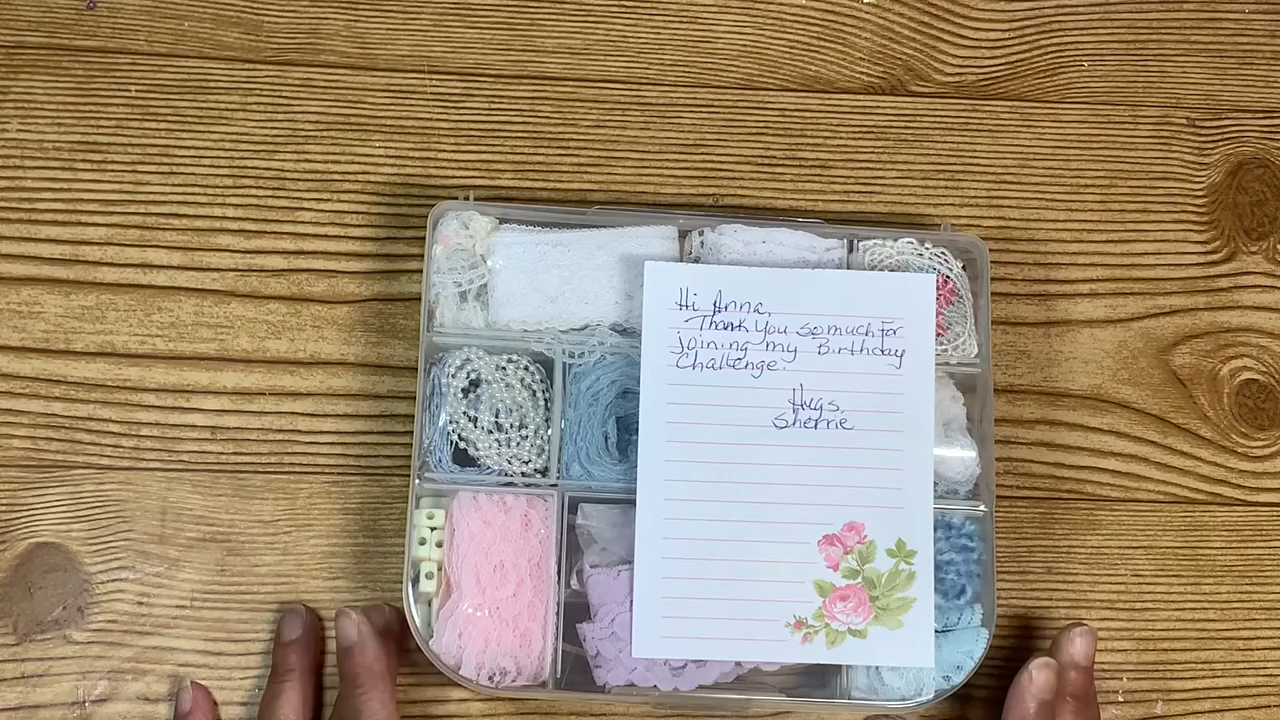 Hi Anna,
Thank You so much For
joining my Birthday
Challenge.
Hugs,
Sherrie